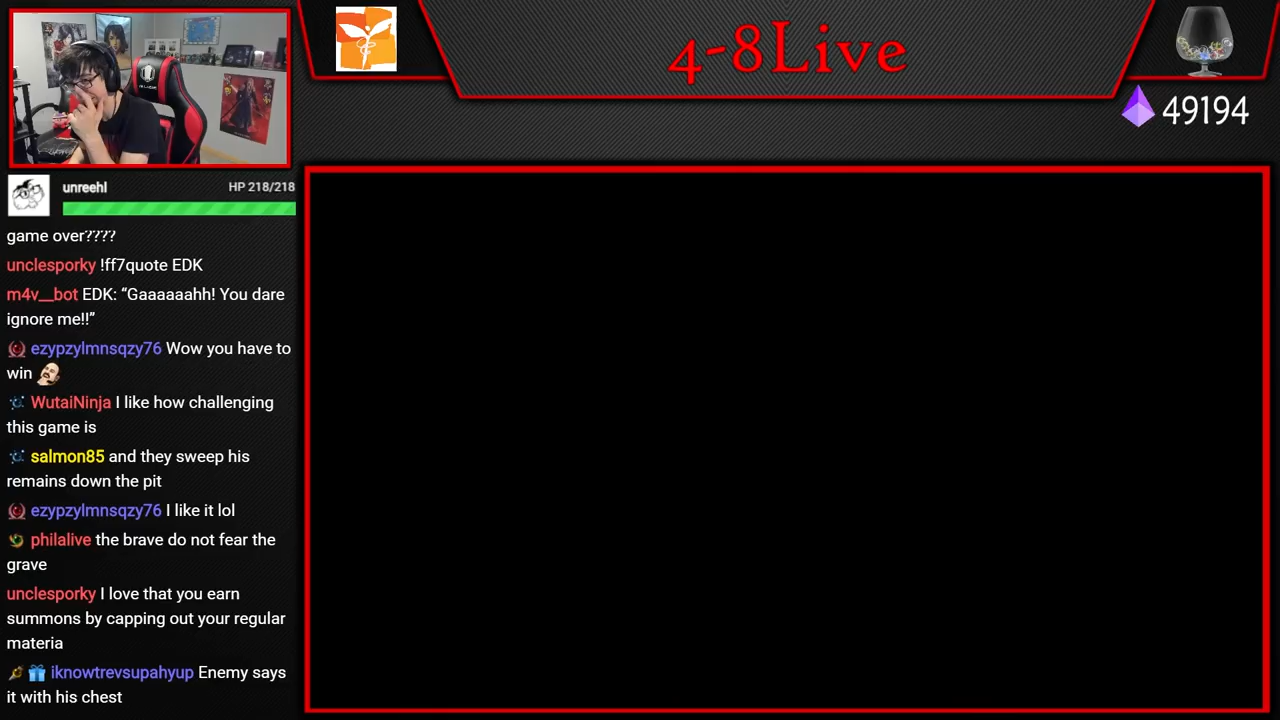 4-8Live
49194
unreehl
HP 218/218
game over????
unclesporky !ff7quote EDK
m4v__bot EDK: “Gaaaaaahh! You dare
ignore me!!”
ezypzylmnsqzy76 Wow you have to
win
WutaiNinja I like how challenging
this game is
salmon85 and they sweep his
remains down the pit
ezypzylmnsqzy76 I like it lol
philalive the brave do not fear the
grave
unclesporky I love that you earn
summons by capping out your regular
materia
iknowtrevsupahyup Enemy says
it with his chest